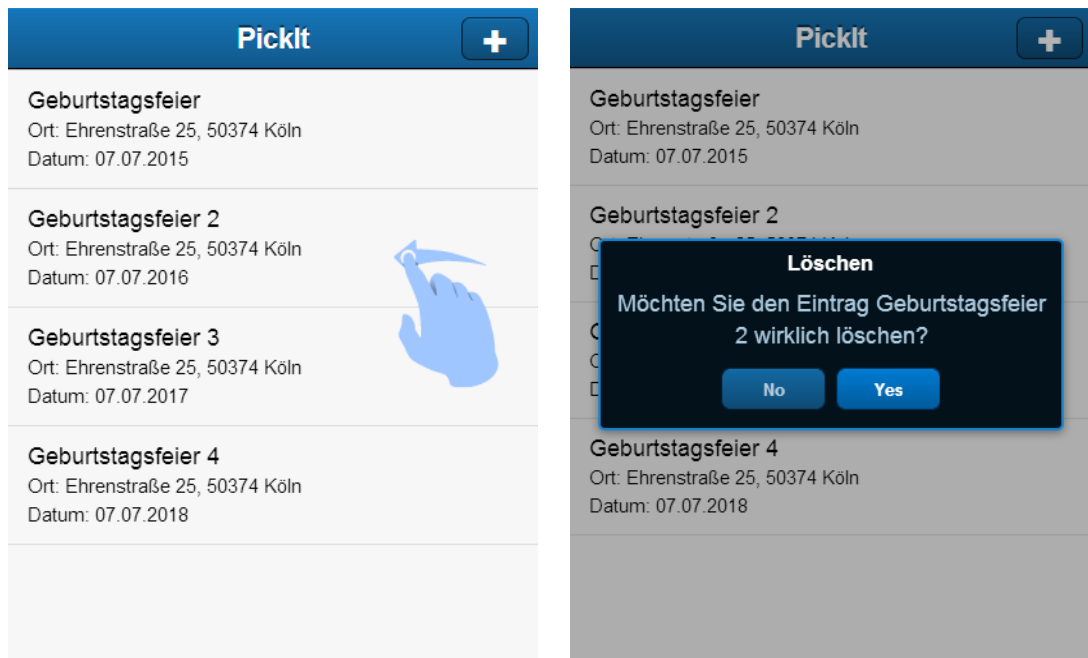 PickIt
Geburtstagsfeier
Ort: Ehrenstraße 25, 50374 Köln
Datum: 07.07.2015
Geburtstagsfeier 2
Ort: Ehrenstraße 25, 50374 Köln
Datum: 07.07.2016
Geburtstagsfeier 3
Ort: Ehrenstraße 25, 50374 Köln
Datum: 07.07.2017
Geburtstagsfeier 4
Ort: Ehrenstraße 25, 50374 Köln
Datum: 07.07.2018
PickIt
Geburtstagsfeier
Ort: Ehrenstraße 25, 50374 Köln
Datum: 07.07.2015
Geburtstagsfeier 2
Löschen
Möchten Sie den Eintrag Geburtstagsfeier
2 wirklich löschen?
No Yes
Geburtstagsfeier 4
Ort: Ehrenstraße 25, 50374 Köln
Datum: 07.07.2018